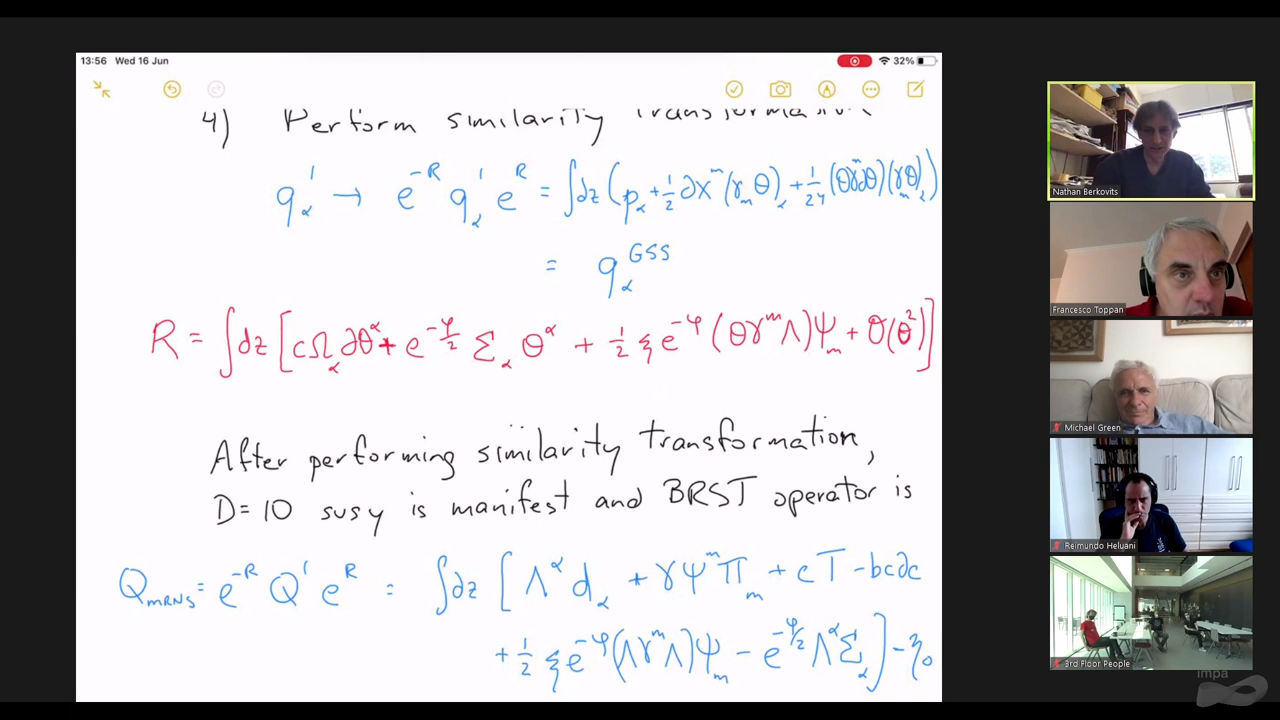 13:56 Wed 16 Jun
32%
4) Perform similarity transformation
q'_α → e^{-R} q'_α e^{R} = ∫dz (p_α + 1/2 ∂x^m (γ_m θ)_α + 1/24 (θγ^m∂θ)(γ_m θ)_α)
= q_α^{GSS}
R = ∫dz [cΩ_α ∂θ^α + e^{-φ/2} Σ_α θ^α + 1/2 ξe^{-φ} (θγ^m Λ)ψ_m + O(θ²)]
After performing similarity transformation,
D=10 susy is manifest and BRST operator is
Q_{mRNS} = e^{-R} Q' e^{R} = ∫dz [Λ^α d_α + γψ^m Π_m + cT - bc∂c
+ 1/2 ξe^{-φ} (Λγ^m Λ)ψ_m - e^{-φ/2} Λ^α Σ_α] - η_0
Nathan Berkovits
Francesco Toppan
Michael Green
Reimundo Heluani
3rd Floor People
impa